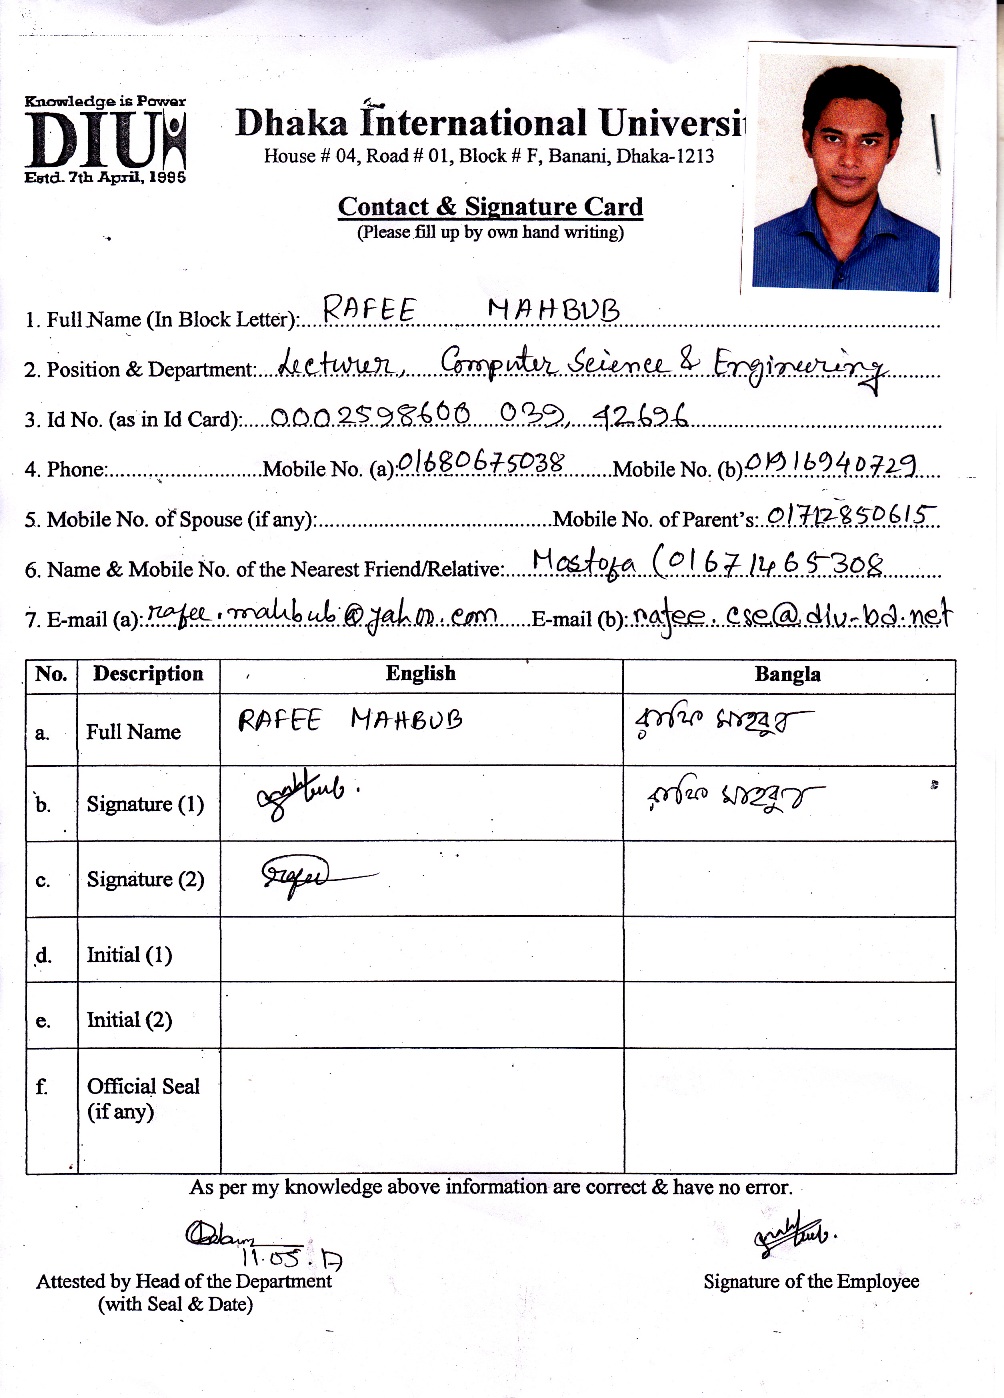 Knowledge is Power
DIU
Estd. 7th April, 1995
Dhaka International Universi
House # 04, Road # 01, Block # F, Banani, Dhaka-1213
Contact & Signature Card
(Please fill up by own hand writing)
1. Full Name (In Block Letter):....RAFEE MAHBUB
2. Position & Department:...Lecturer, Computer Science & Engineering
3. Id No. (as in Id Card):....0002598600 039, 42696
4. Phone:..........Mobile No. (a):01680675038.......Mobile No. (b):01916940729
5. Mobile No. of Spouse (if any):..........Mobile No. of Parent's:.01712850615
6. Name & Mobile No. of the Nearest Friend/Relative:....Mostofa (01671465308
7. E-mail (a):rafee.mahbub@yahoo.com......E-mail (b):rafee.cse@diu-bd.net
No. Description English Bangla
a. Full Name RAFEE MAHBUB রাফি মাহবুব
b. Signature (1) রাফি মাহবুব
c. Signature (2) Rafee
d. Initial (1)
e. Initial (2)
f. Official Seal
(if any)
As per my knowledge above information are correct & have no error.
11.05.17
Attested by Head of the Department Signature of the Employee
(with Seal & Date)